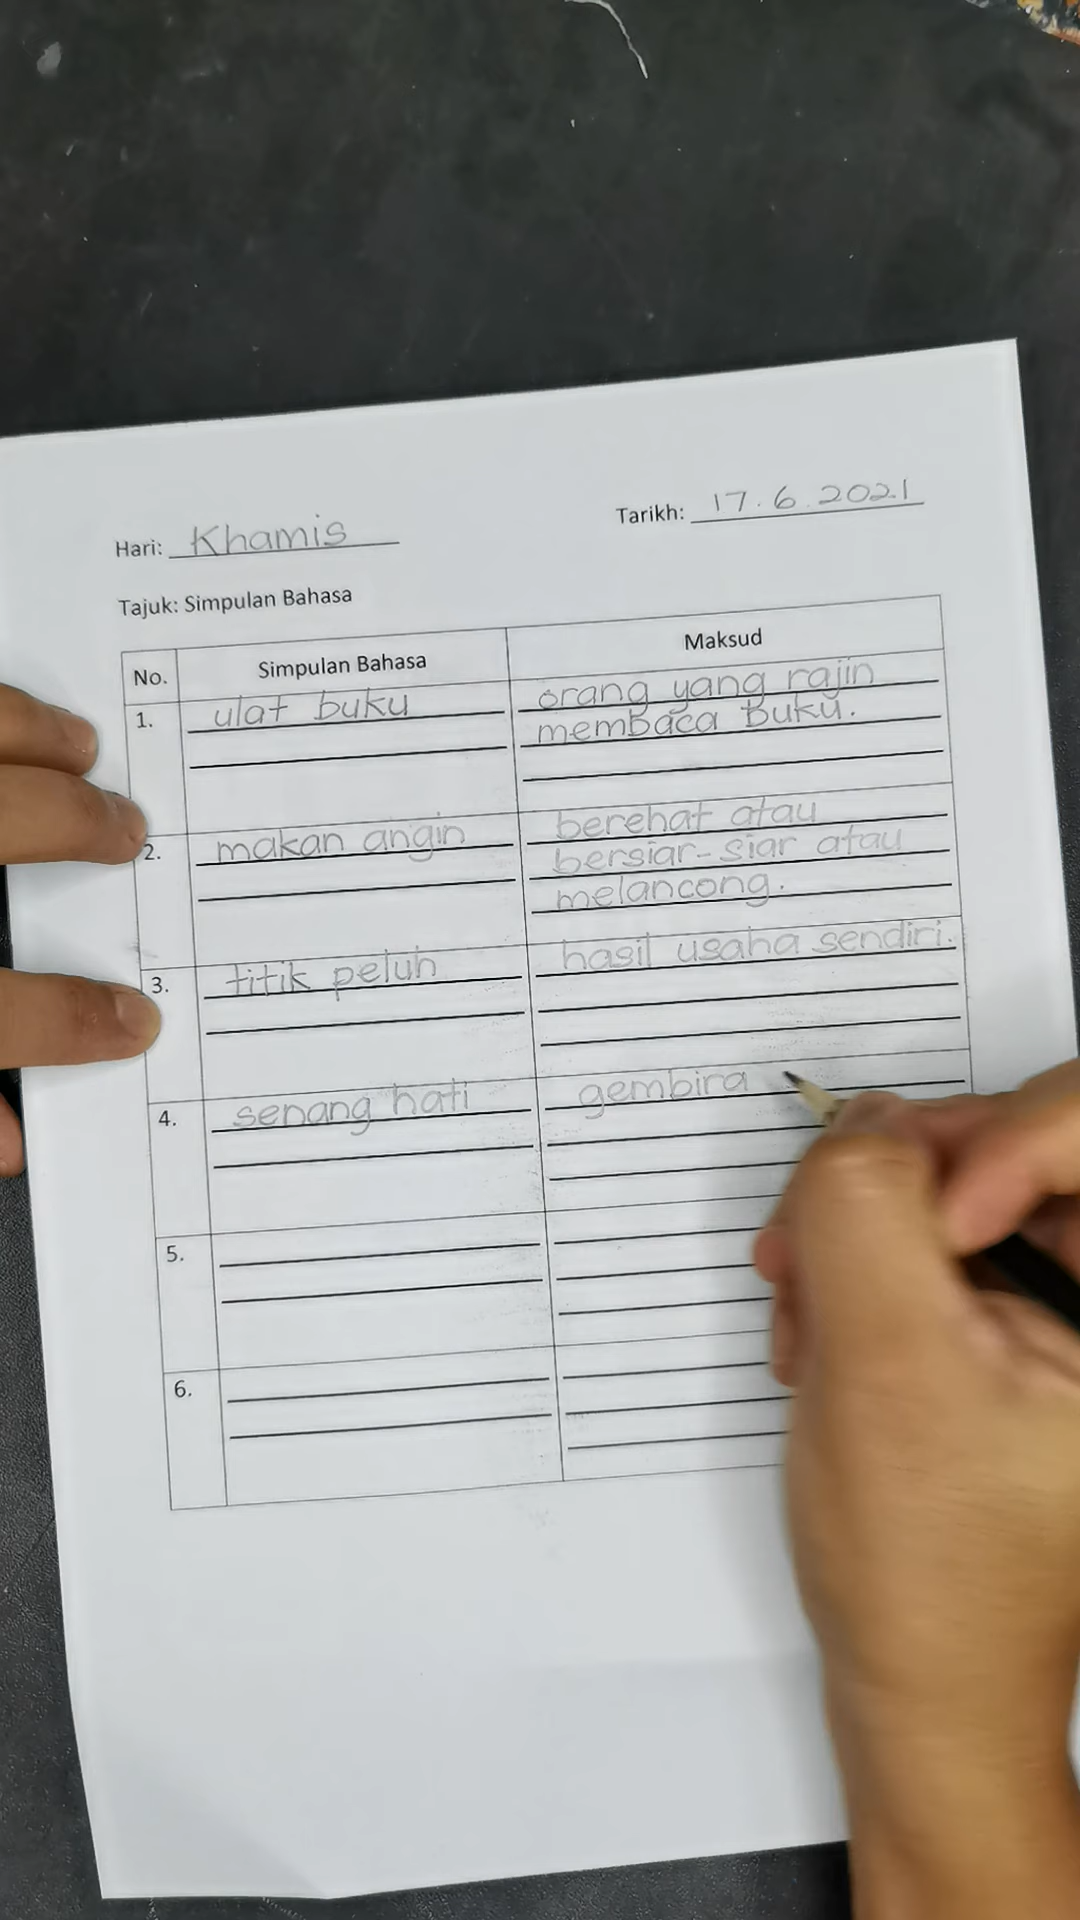 Hari: Khamis
Tarikh: 17.6.2021
Tajuk: Simpulan Bahasa
No. Simpulan Bahasa Maksud
1. ulat buku orang yang rajin
membaca buku.
2. makan angin berehat atau
bersiar-siar atau
melancong.
3. titik peluh hasil usaha sendiri.
4. senang hati gembira
5.
6.